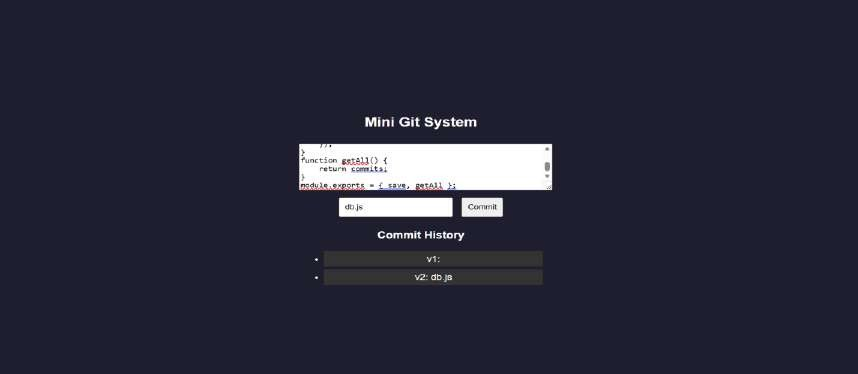 Mini Git System
});
}
function getAll() {
return commits;
}
module.exports = { save, getAll };
db.js
Commit
Commit History
v1:
v2: db.js